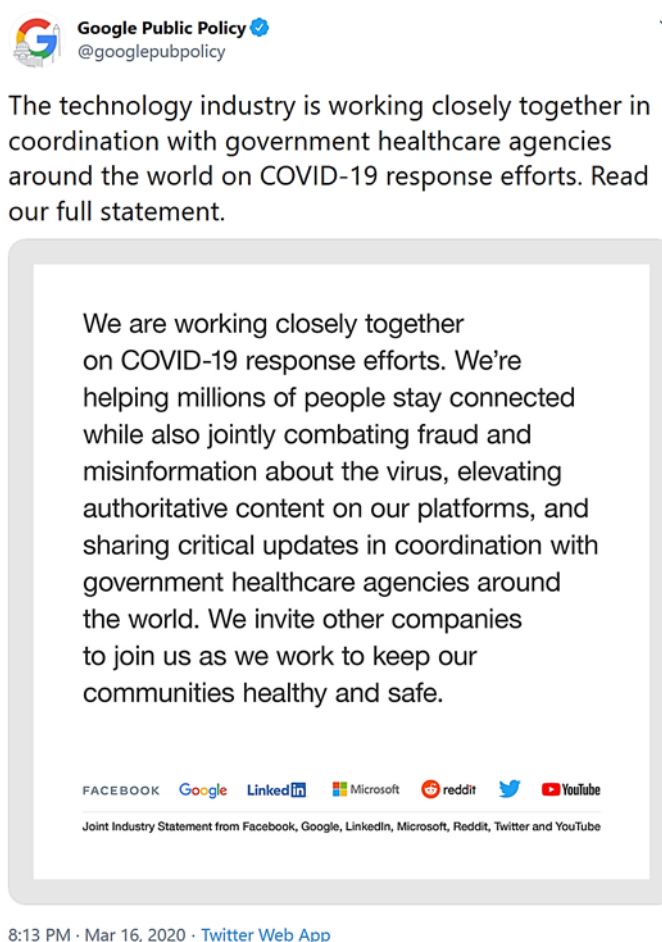 Google Public Policy
@googlepubpolicy
The technology industry is working closely together in
coordination with government healthcare agencies
around the world on COVID-19 response efforts. Read
our full statement.
We are working closely together
on COVID-19 response efforts. We’re
helping millions of people stay connected
while also jointly combating fraud and
misinformation about the virus, elevating
authoritative content on our platforms, and
sharing critical updates in coordination with
government healthcare agencies around
the world. We invite other companies
to join us as we work to keep our
communities healthy and safe.
FACEBOOK Google Linkedin Microsoft reddit YouTube
Joint Industry Statement from Facebook, Google, LinkedIn, Microsoft, Reddit, Twitter and YouTube
8:13 PM · Mar 16, 2020 · Twitter Web App